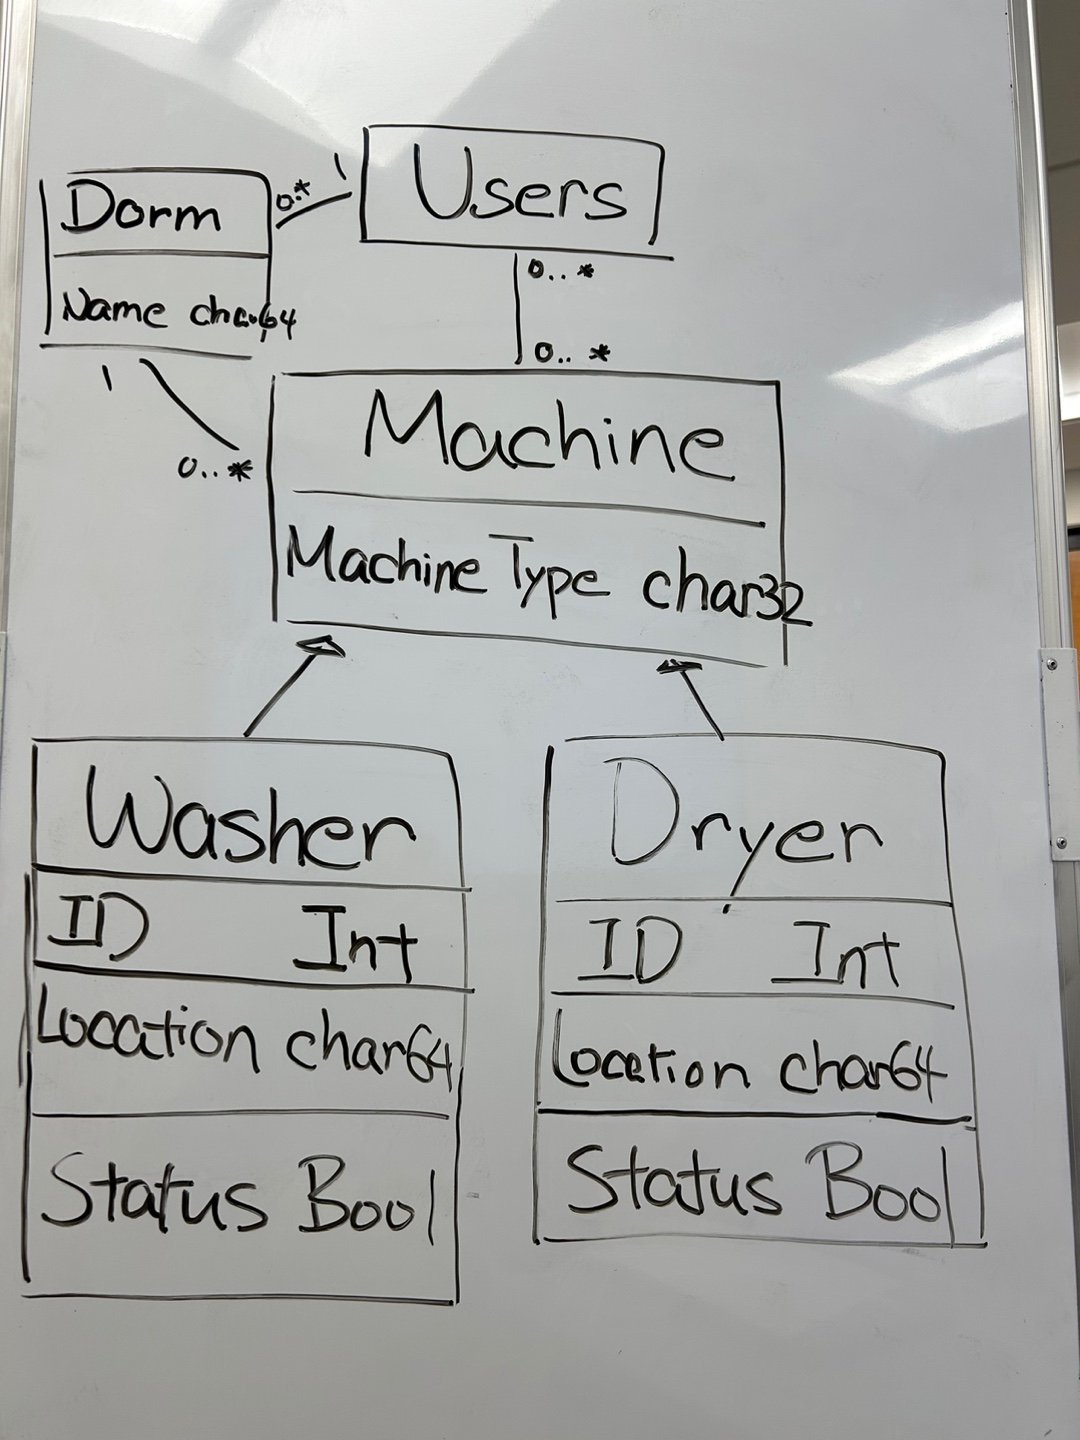 Users
1
0..*
Dorm
Name char64
0..*
0..*
1
0..*
Machine
Machine Type char32
Washer
ID Int
Location char64
Status Bool
Dryer
ID Int
Location char64
Status Bool